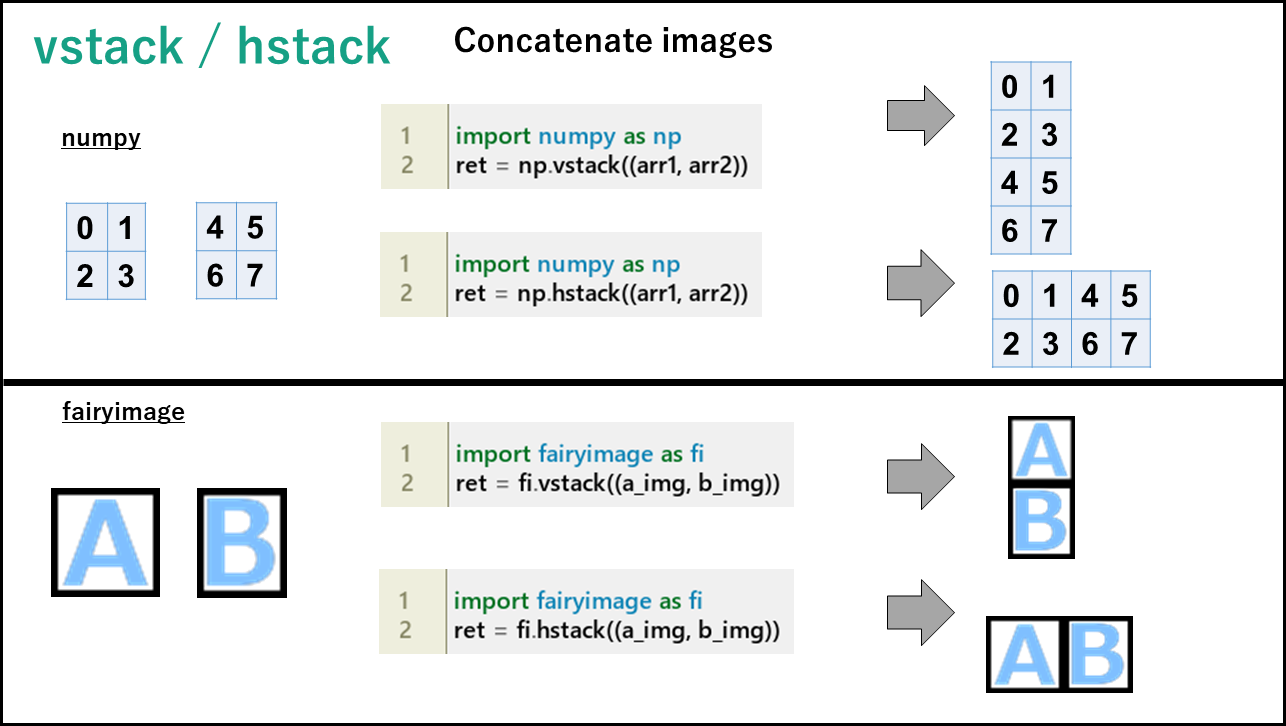 vstack / hstack
Concatenate images
numpy
0 1
2 3
4 5
6 7
1 import numpy as np
2 ret = np.vstack((arr1, arr2))
0 1
2 3
4 5
6 7
1 import numpy as np
2 ret = np.hstack((arr1, arr2))
0 1 4 5
2 3 6 7
fairyimage
A
B
1 import fairyimage as fi
2 ret = fi.vstack((a_img, b_img))
A
B
1 import fairyimage as fi
2 ret = fi.hstack((a_img, b_img))
A B